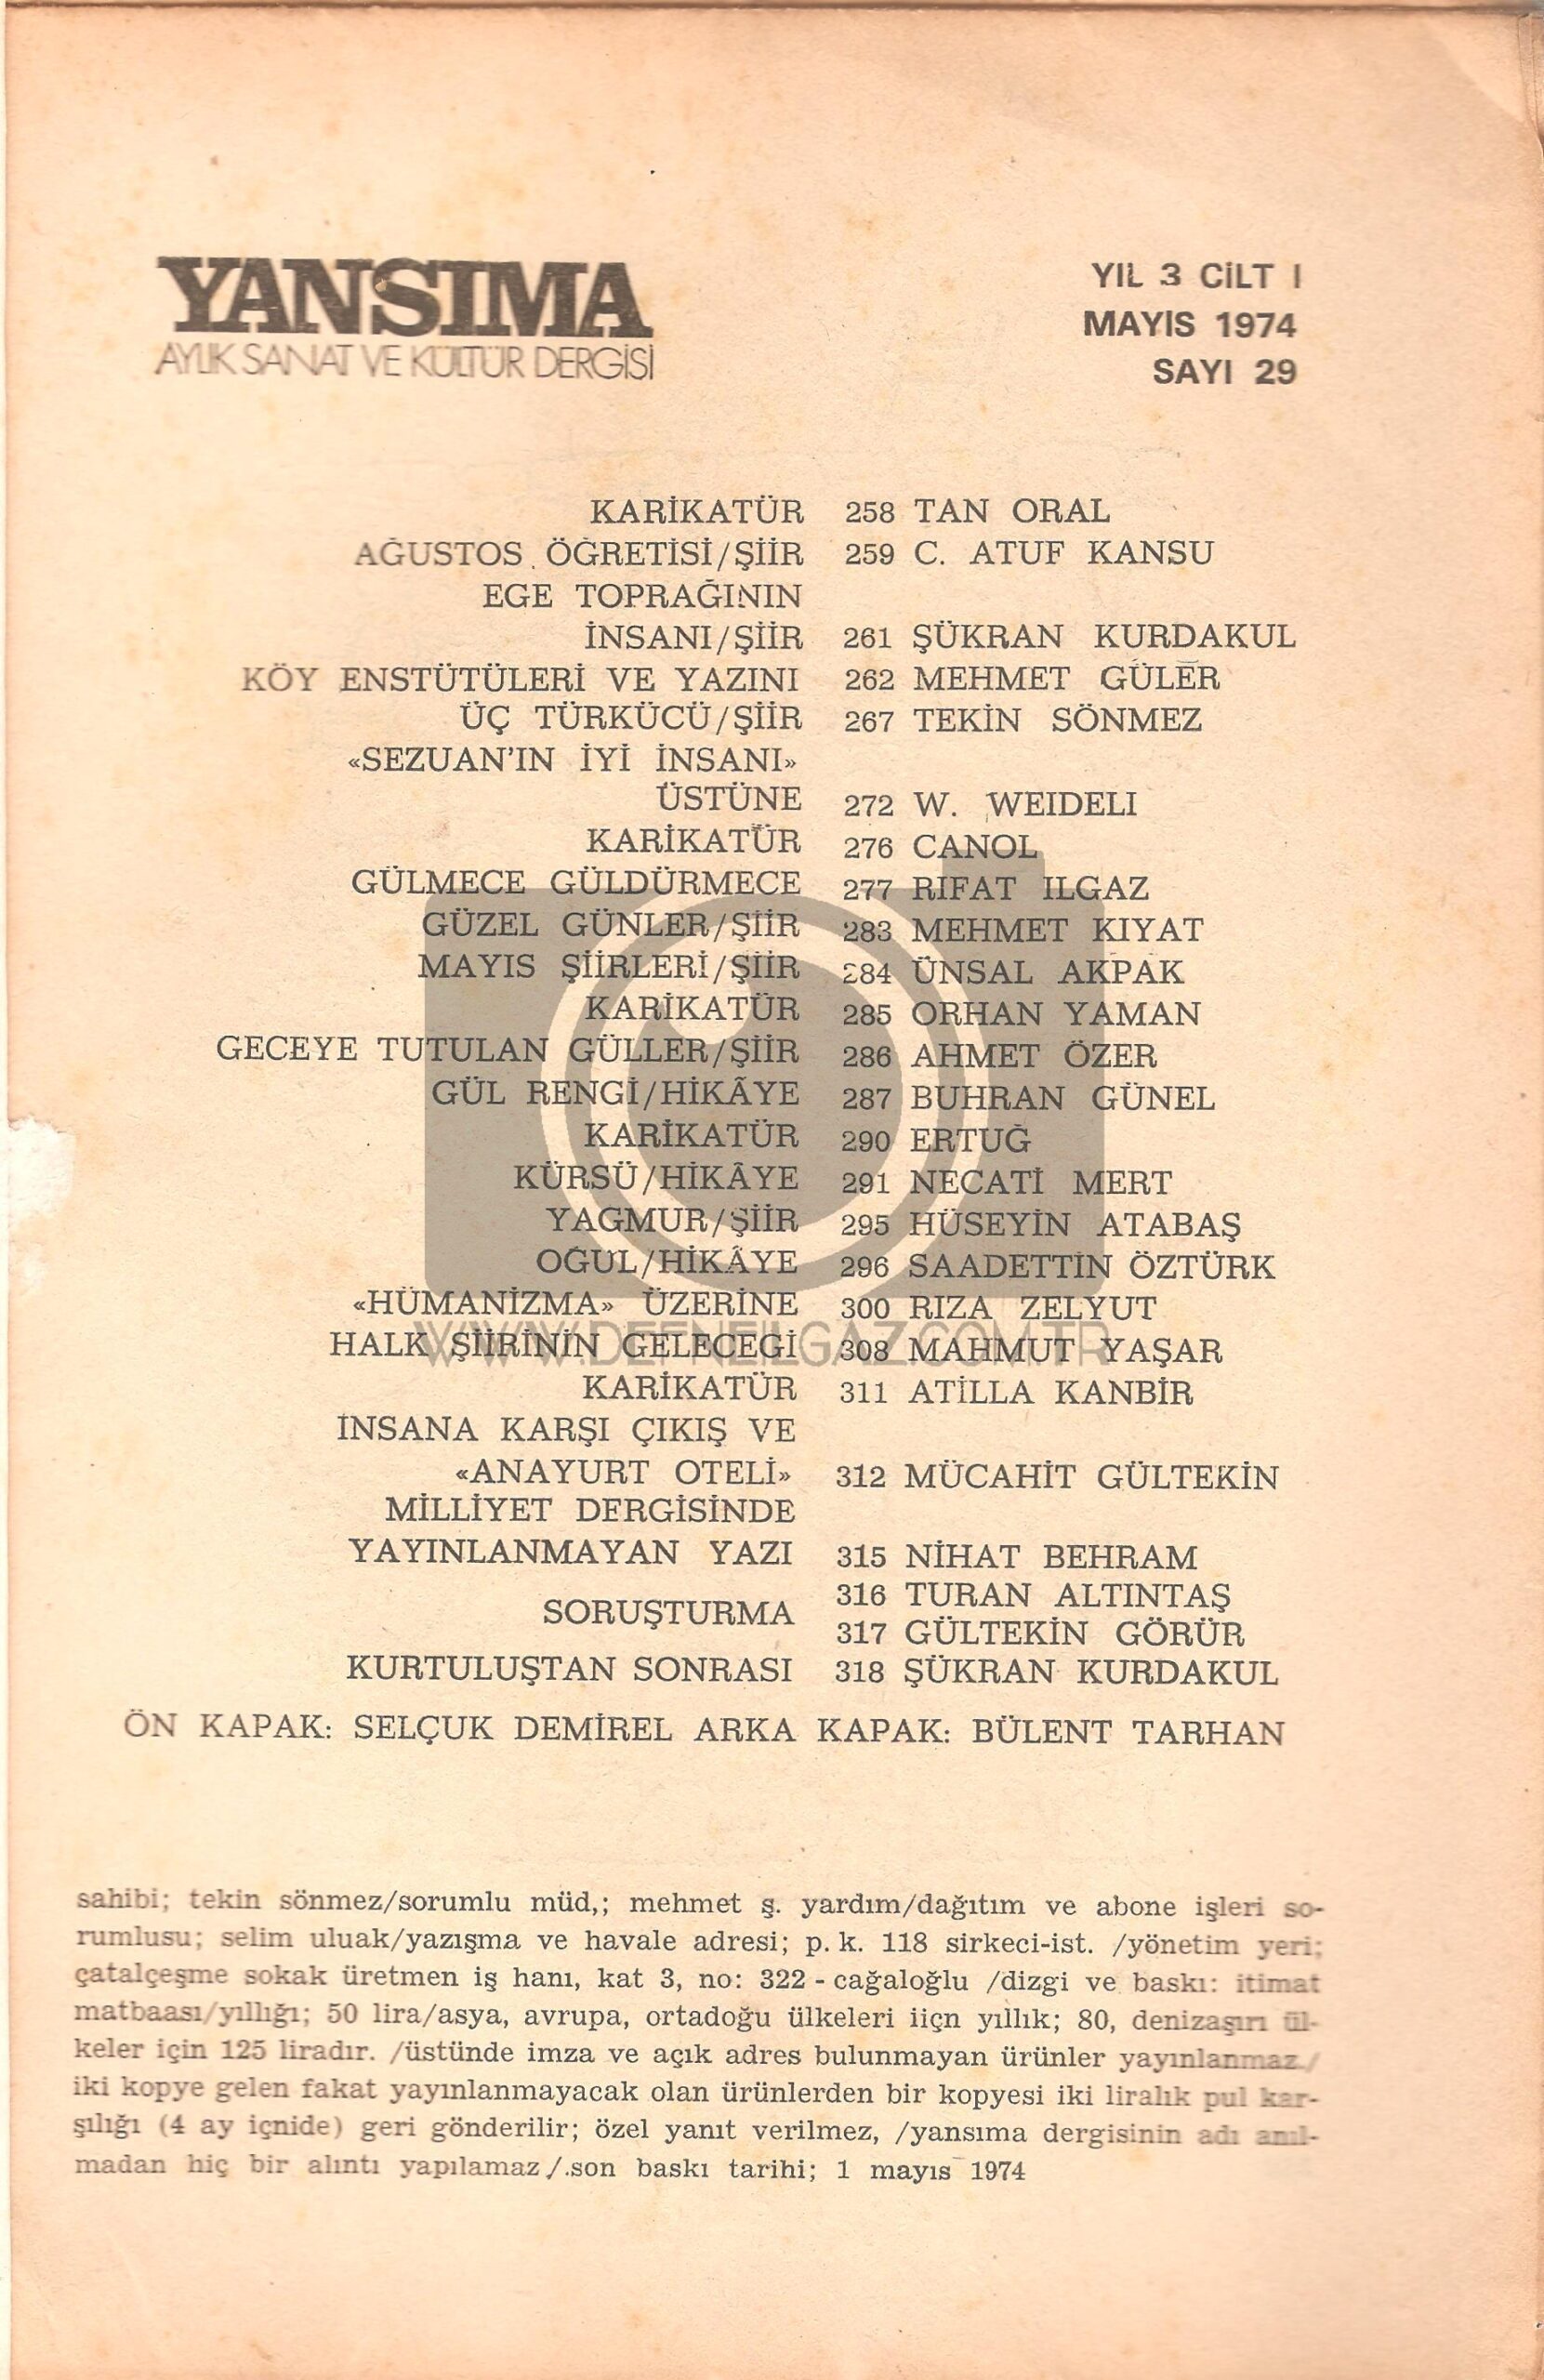 YANSIMA
AYLIK SANAT VE KÜLTÜR DERGİSİ
YIL 3 CİLT I
MAYIS 1974
SAYI 29
KARİKATÜR 258 TAN ORAL
AĞUSTOS ÖĞRETİSİ/ŞİİR 259 C. ATUF KANSU
EGE TOPRAĞININ
İNSANI/ŞİİR 261 ŞÜKRAN KURDAKUL
KÖY ENSTÜTÜLERİ VE YAZINI 262 MEHMET GÜLER
ÜÇ TÜRKÜCÜ/ŞİİR 267 TEKİN SÖNMEZ
«SEZUAN'IN İYİ İNSANI»
ÜSTÜNE 272 W. WEIDELI
KARİKATÜR 276 CANOL
GÜLMECE GÜLDÜRMECE 277 RIFAT ILGAZ
GÜZEL GÜNLER/ŞİİR 283 MEHMET KIYAT
MAYIS ŞİİRLERİ/ŞİİR 284 ÜNSAL AKPAK
KARİKATÜR 285 ORHAN YAMAN
GECEYE TUTULAN GÜLLER/ŞİİR 286 AHMET ÖZER
GÜL RENGİ/HİKÂYE 287 BUHRAN GÜNEL
KARİKATÜR 290 ERTUĞ
KÜRSÜ/HİKÂYE 291 NECATİ MERT
YAGMUR/ŞİİR 295 HÜSEYİN ATABAŞ
OĞUL/HİKÂYE 296 SAADETTİN ÖZTÜRK
«HÜMANİZMA» ÜZERİNE 300 RIZA ZELYUT
HALK ŞİİRİNİN GELECEGİ 308 MAHMUT YAŞAR
WWW.DEFNEILGAZ.COM.TR
KARİKATÜR 311 ATİLLA KANBİR
İNSANA KARŞI ÇIKIŞ VE
«ANAYURT OTELİ» 312 MÜCAHİT GÜLTEKİN
MİLLİYET DERGİSİNDE
YAYINLANMAYAN YAZI 315 NİHAT BEHRAM
SORUŞTURMA 316 TURAN ALTINTAŞ
317 GÜLTEKİN GÖRÜR
KURTULUŞTAN SONRASI 318 ŞÜKRAN KURDAKUL
ÖN KAPAK: SELÇUK DEMİREL ARKA KAPAK: BÜLENT TARHAN
sahibi; tekin sönmez/sorumlu müd,; mehmet ş. yardım/dağıtım ve abone işleri so-
rumlusu; selim uluak/yazışma ve havale adresi; p. k. 118 sirkeci-ist. /yönetim yeri;
çatalçeşme sokak üretmen iş hanı, kat 3, no: 322 - cağaloğlu /dizgi ve baskı: itimat
matbaası/yıllığı; 50 lira/asya, avrupa, ortadoğu ülkeleri iiçn yıllık; 80, denizaşırı ül-
keler için 125 liradır. /üstünde imza ve açık adres bulunmayan ürünler yayınlanmaz/
iki kopye gelen fakat yayınlanmayacak olan ürünlerden bir kopyesi iki liralık pul kar-
şılığı (4 ay içnide) geri gönderilir; özel yanıt verilmez, /yansıma dergisinin adı anıl-
madan hiç bir alıntı yapılamaz/.son baskı tarihi; 1 mayıs 1974